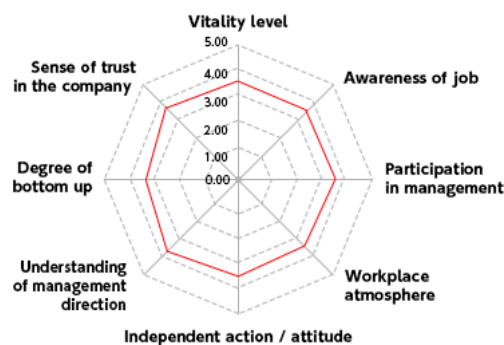 Vitality level
5.00
4.00
3.00
2.00
1.00
0.00
Awareness of job
Participation
in management
Workplace
atmosphere
Independent action / attitude
Understanding
of management
direction
Degree of
bottom up
Sense of trust
in the company